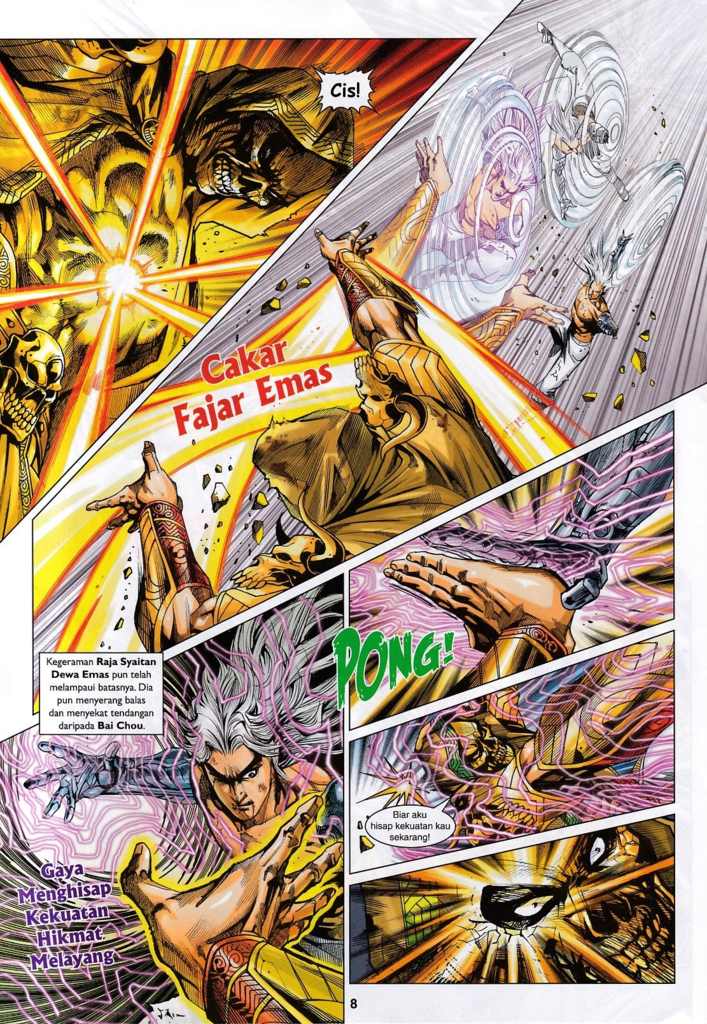 Cis!
Cakar
Fajar Emas
Kegeraman Raja Syaitan
Dewa Emas pun telah
melampaui batasnya. Dia
pun menyerang balas
dan menyekat tendangan
daripada Bai Chou.
PONG!
Gaya
Menghisap
Kekuatan
Hikmat
Melayang
Biar aku
hisap kekuatan kau
sekarang!
8